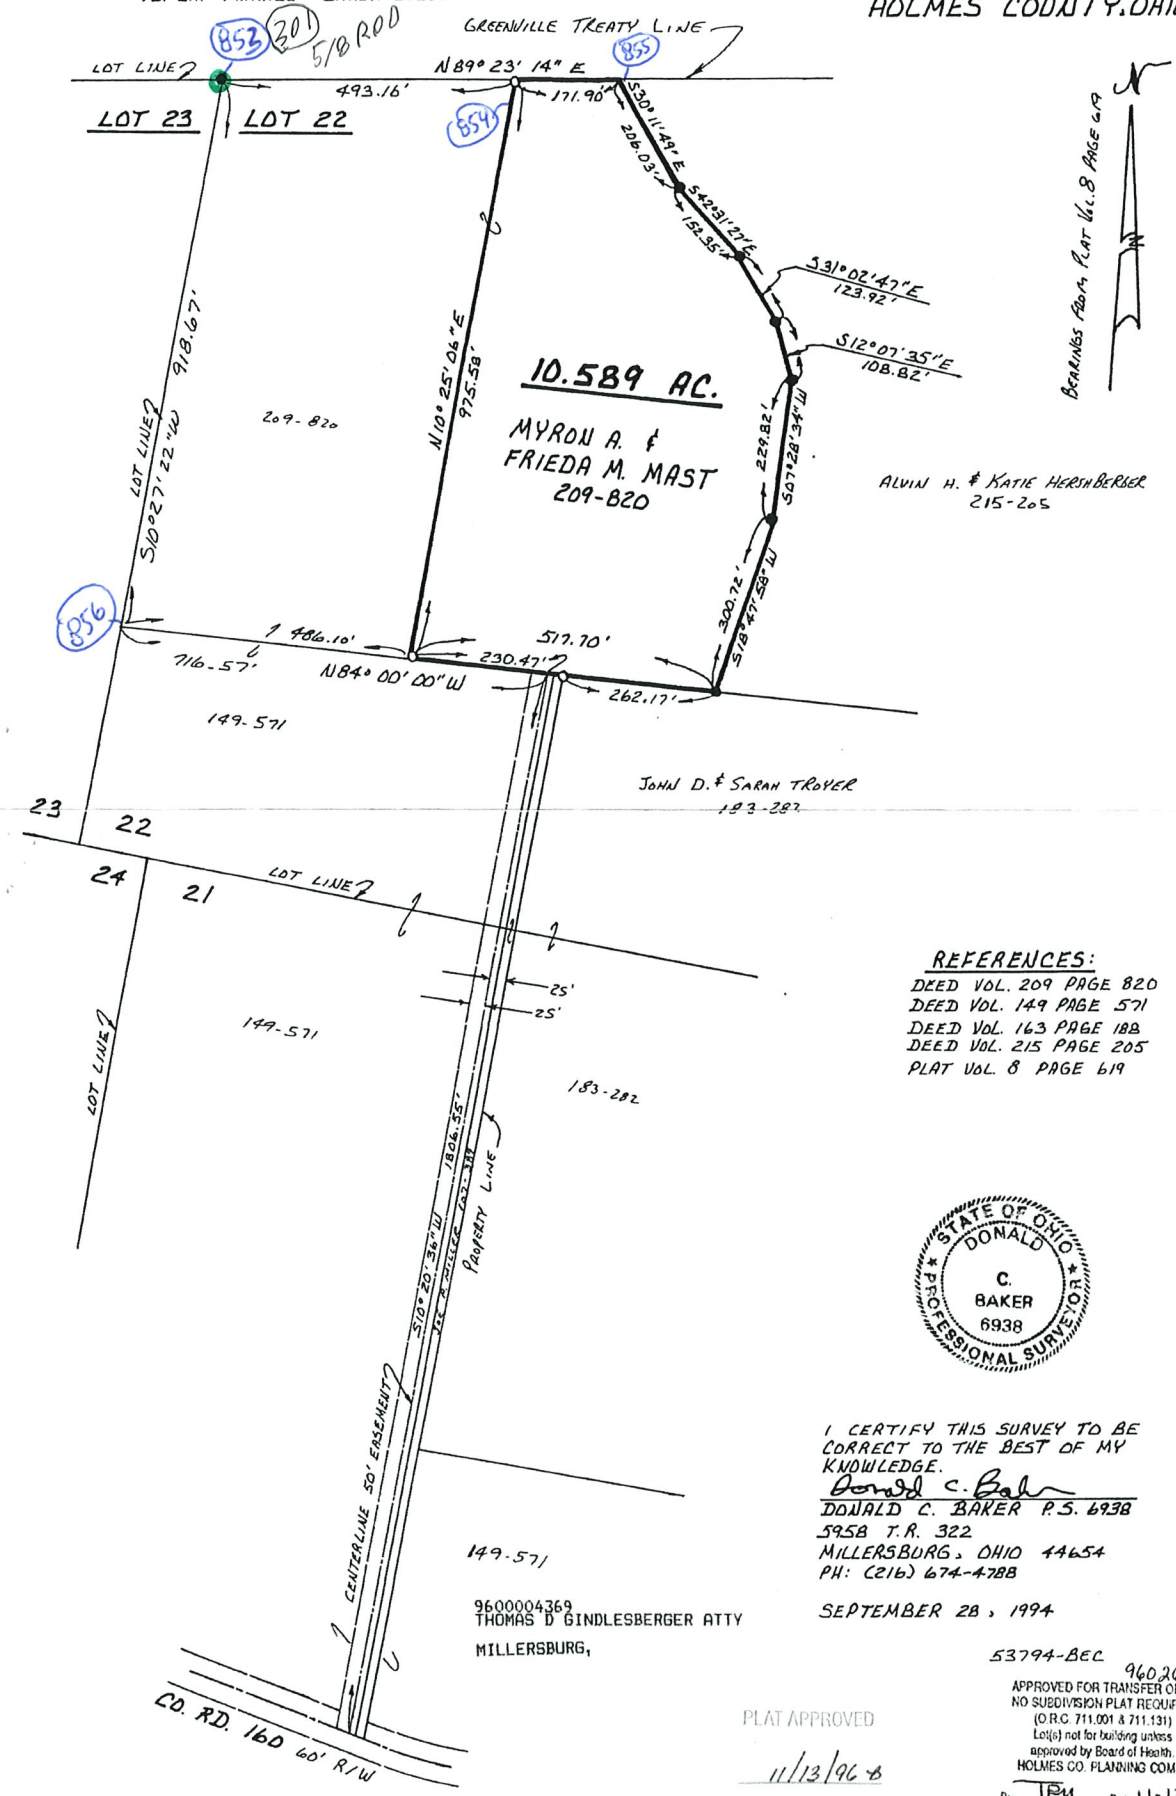 HOLMES COUNTY, OHIO
853
301
5/8 ROD
GREENVILLE TREATY LINE
855
LOT LINE
N89° 23' 14" E
493.16'
171.90'
LOT 23
LOT 22
854
S30° 11' 49" E
206.03'
S42° 31' 27" E
152.35'
S31° 02' 47" E
123.92'
S12° 07' 35" E
108.82'
N
BEARINGS FROM PLAT VOL. 8 PAGE 619
LOT LINE
S10° 27' 22" W
918.67'
209-820
N10° 25' 06" E
975.58'
10.589 AC.
MYRON A. &
FRIEDA M. MAST
209-820
229.82'
S07° 28' 34" W
ALVIN H. & KATIE HERSHBERGER
215-205
300.72'
S18° 47' 58" W
856
486.10'
517.70'
716.57'
N84° 00' 00" W
230.47'
262.17'
149-571
JOHN D. & SARAH TROYER
183-282
23
22
24
21
LOT LINE
25'
25'
LOT LINE
149-571
183-282
REFERENCES:
DEED VOL. 209 PAGE 820
DEED VOL. 149 PAGE 571
DEED VOL. 163 PAGE 188
DEED VOL. 215 PAGE 205
PLAT VOL. 8 PAGE 619
S10° 20' 36" W 1806.55'
PROPERTY LINE
STATE OF OHIO
DONALD
C.
BAKER
6938
PROFESSIONAL SURVEYOR
CENTERLINE 50' EASEMENT
I CERTIFY THIS SURVEY TO BE
CORRECT TO THE BEST OF MY
KNOWLEDGE.
Donald C. Baker
DONALD C. BAKER P.S. 6938
5958 T.R. 322
MILLERSBURG, OHIO 44654
PH: (216) 674-4788
SEPTEMBER 28, 1994
149-571
9600004369
THOMAS D GINDLESBERGER ATTY
MILLERSBURG,
CO. RD. 160 60' R/W
53794-BEC
PLAT APPROVED
11/13/96
APPROVED FOR TRANSFER
NO SUBDIVISION PLAT
(O.R.C. 711.001 & 711.131)
Lot(s) not for building unless
approved by Board of Health.
HOLMES CO. PLANNING